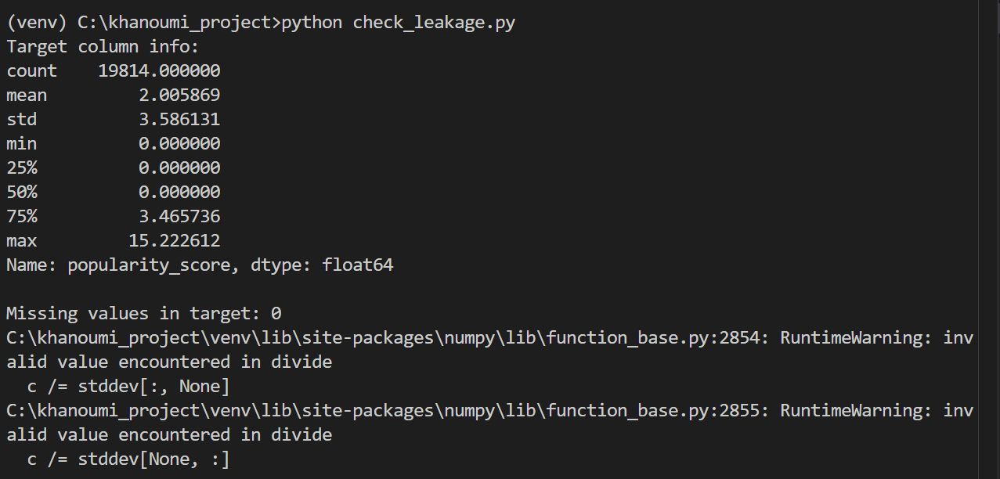 (venv) C:\khanoumi_project>python check_leakage.py
Target column info:
count    19814.000000
mean         2.005869
std          3.586131
min          0.000000
25%          0.000000
50%          0.000000
75%          3.465736
max         15.222612
Name: popularity_score, dtype: float64

Missing values in target: 0
C:\khanoumi_project\venv\lib\site-packages\numpy\lib\function_base.py:2854: RuntimeWarning: inv
alid value encountered in divide
  c /= stddev[:, None]
C:\khanoumi_project\venv\lib\site-packages\numpy\lib\function_base.py:2855: RuntimeWarning: inv
alid value encountered in divide
  c /= stddev[None, :]